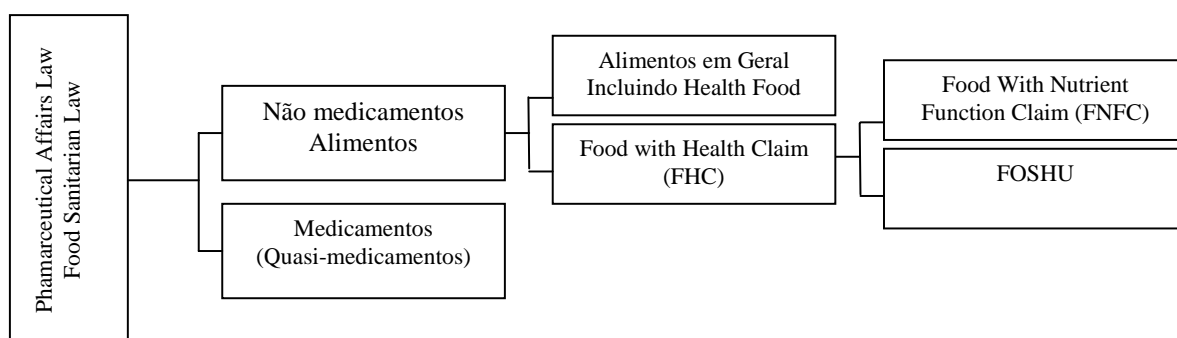 Phamarceutical Affairs Law
Food Sanitarian Law
Não medicamentos
Alimentos
Medicamentos
(Quasi-medicamentos)
Alimentos em Geral
Incluindo Health Food
Food with Health Claim
(FHC)
Food With Nutrient
Function Claim (FNFC)
FOSHU